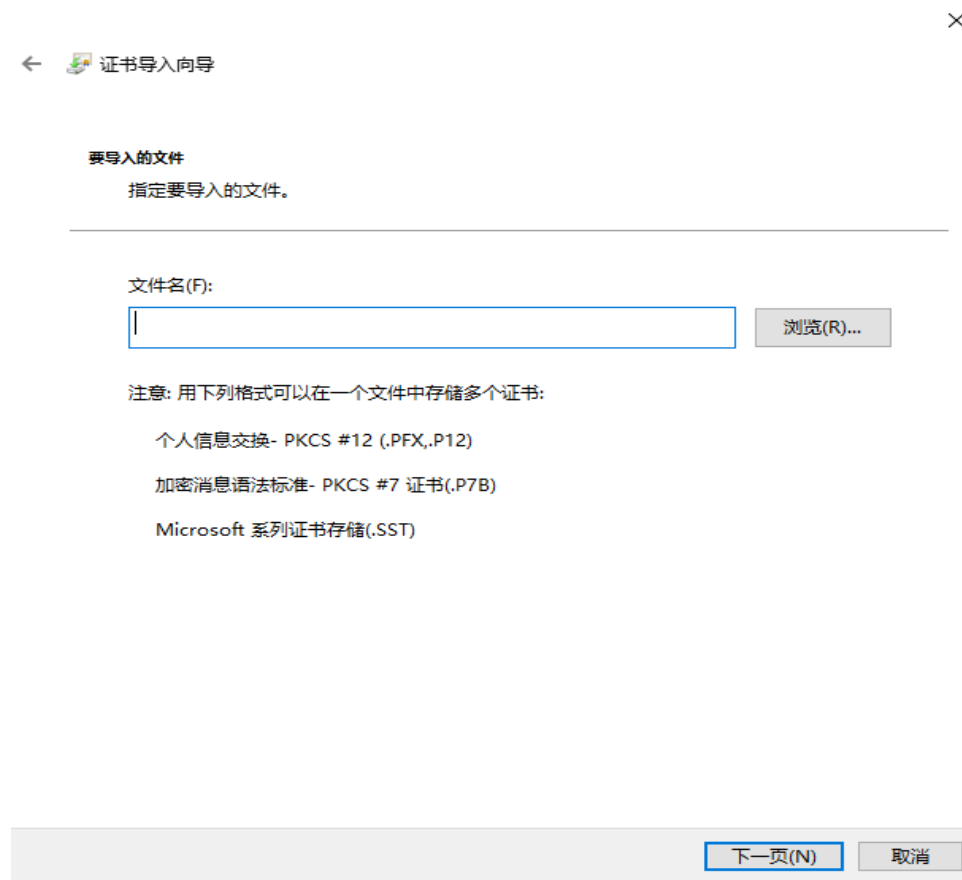 证书导入向导
要导入的文件
指定要导入的文件。
文件名(F):
浏览(R)...
注意: 用下列格式可以在一个文件中存储多个证书:
个人信息交换- PKCS #12 (.PFX,.P12)
加密消息语法标准- PKCS #7 证书(.P7B)
Microsoft 系列证书存储(.SST)
下一页(N)
取消